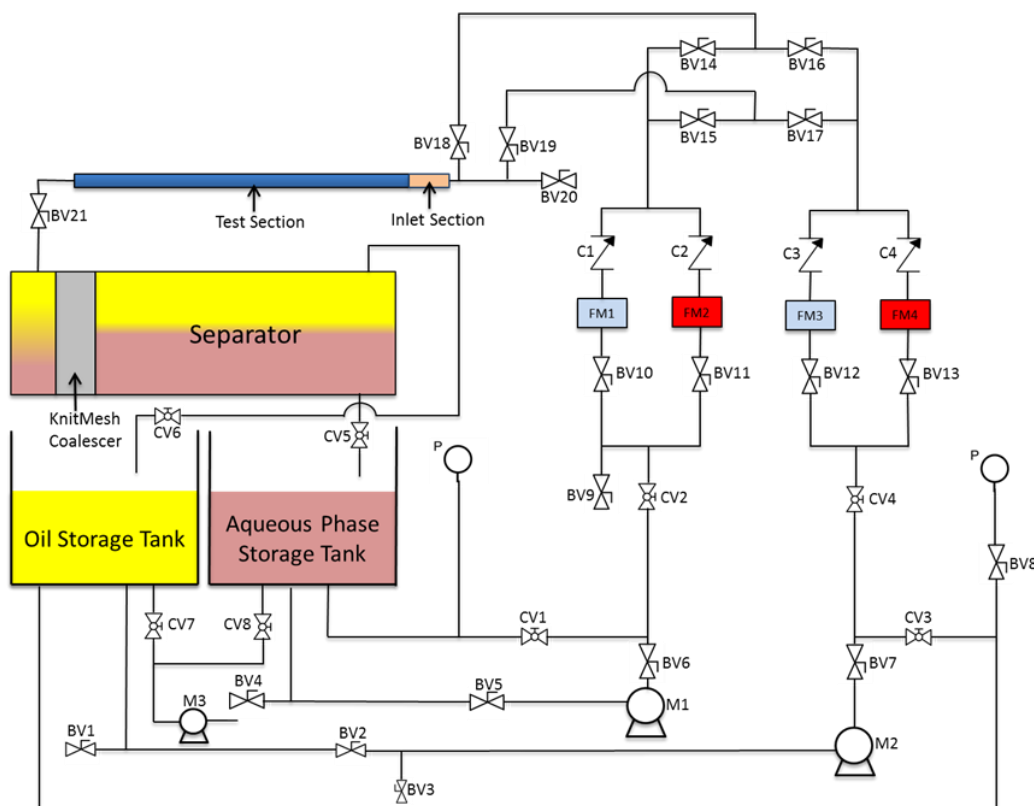 BV14
BV16
BV15
BV17
BV18
BV19
BV20
BV21
Test Section
Inlet Section
C1
C2
C3
C4
FM1
FM2
FM3
FM4
Separator
BV10
BV11
BV12
BV13
KnitMesh
Coalescer
CV6
CV5
P
P
BV9
CV2
CV4
Oil Storage Tank
Aqueous Phase
Storage Tank
BV8
CV7
CV8
CV1
CV3
BV6
BV7
BV4
BV5
M3
M1
BV1
BV2
M2
BV3